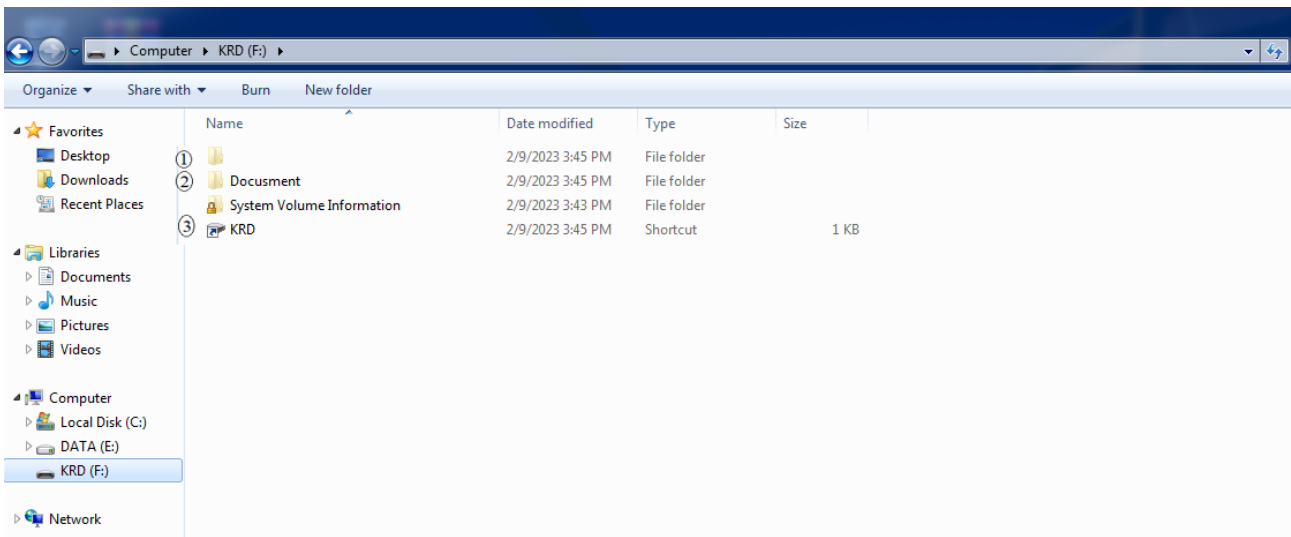 Computer KRD (F:)
Organize Share with Burn New folder
Favorites
Desktop
Downloads
Recent Places
Libraries
Documents
Music
Pictures
Videos
Computer
Local Disk (C:)
DATA (E:)
KRD (F:)
Network
Name Date modified Type Size
① 2/9/2023 3:45 PM File folder
② Docusment 2/9/2023 3:45 PM File folder
System Volume Information 2/9/2023 3:43 PM File folder
③ KRD 2/9/2023 3:45 PM Shortcut 1 KB